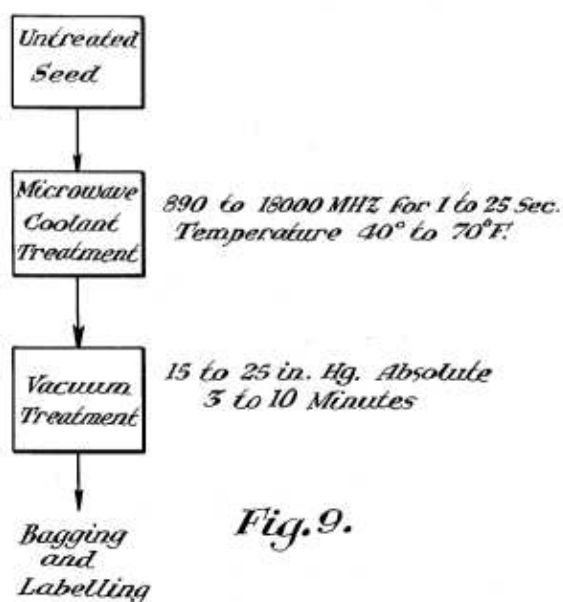 Untreated
Seed
Microwave
Coolant
Treatment
890 to 18000 MHZ For 1 to 25 Sec.
Temperature 40° to 70°F.
Vacuum
Treatment
15 to 25 in. Hg. Absolute
3 to 10 Minutes
Bagging
and
Labelling
Fig. 9.